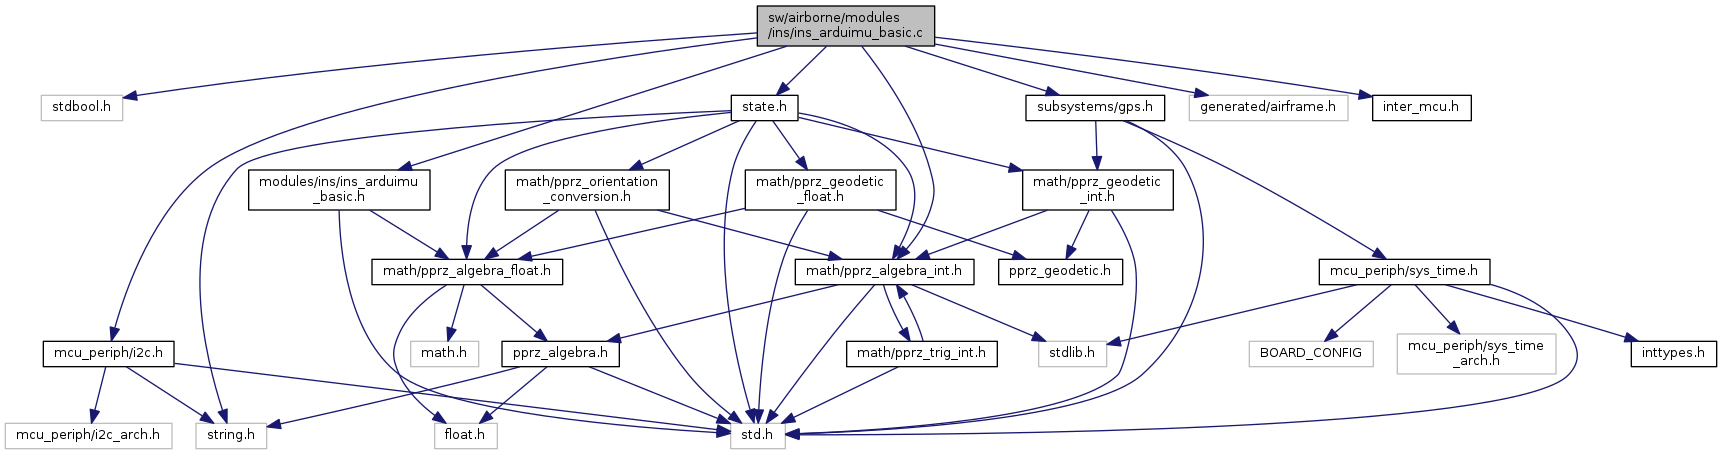 sw/airborne/modules
/ins/ins_arduimu_basic.c
stdbool.h
state.h
subsystems/gps.h
generated/airframe.h
inter_mcu.h
modules/ins/ins_arduimu
_basic.h
math/pprz_orientation
_conversion.h
math/pprz_geodetic
_float.h
math/pprz_geodetic
_int.h
math/pprz_algebra_float.h
math/pprz_algebra_int.h
pprz_geodetic.h
mcu_periph/sys_time.h
mcu_periph/i2c.h
math.h
pprz_algebra.h
math/pprz_trig_int.h
stdlib.h
BOARD_CONFIG
mcu_periph/sys_time
_arch.h
inttypes.h
mcu_periph/i2c_arch.h
string.h
float.h
std.h